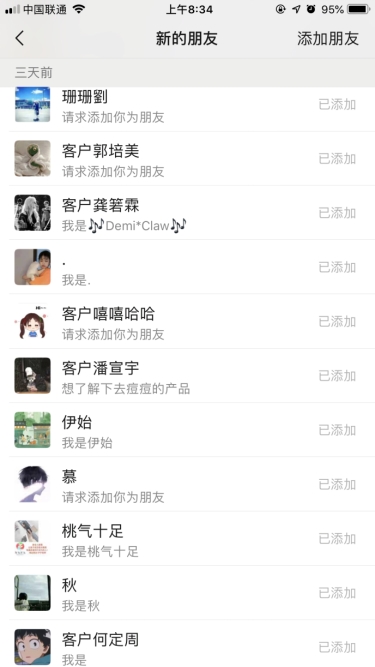 中国联通
上午8:34
95%
新的朋友
添加朋友
三天前
珊珊劉
请求添加你为朋友
已添加
客户郭培美
请求添加你为朋友
已添加
客户龚箬霖
我是🎶Demi*Claw🎶
已添加
.
我是.
已添加
客户嘻嘻哈哈
请求添加你为朋友
已添加
客户潘宣宇
想了解下去痘痘的产品
已添加
伊始
我是伊始
已添加
慕
请求添加你为朋友
已添加
桃气十足
我是桃气十足
已添加
秋
我是秋
已添加
客户何定周
我是
已添加